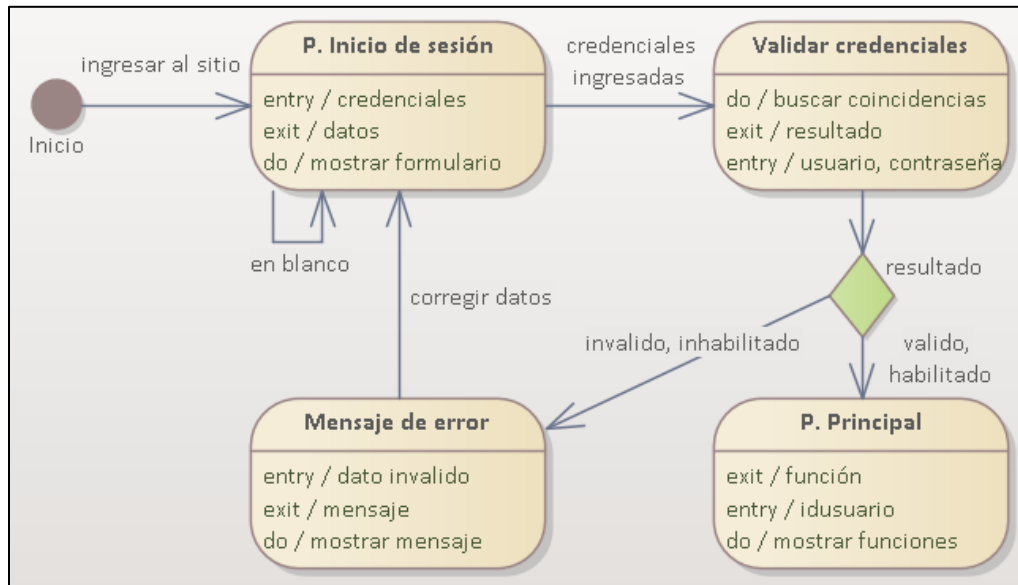 ingresar al sitio
Inicio
P. Inicio de sesión
entry / credenciales
exit / datos
do / mostrar formulario
en blanco
credenciales
ingresadas
Validar credenciales
do / buscar coincidencias
exit / resultado
entry / usuario, contraseña
resultado
corregir datos
invalido, inhabilitado
valido,
habilitado
Mensaje de error
entry / dato invalido
exit / mensaje
do / mostrar mensaje
P. Principal
exit / función
entry / idusuario
do / mostrar funciones